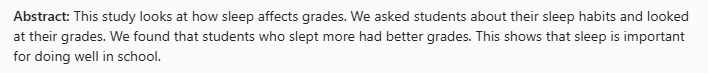 Abstract: This study looks at how sleep affects grades. We asked students about their sleep habits and looked
at their grades. We found that students who slept more had better grades. This shows that sleep is important
for doing well in school.